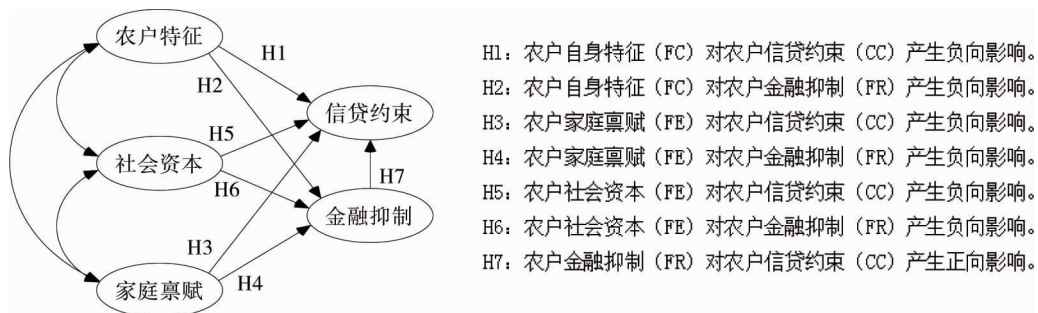 农户特征
H1
H2
信贷约束
H5
社会资本
H6
H7
金融抑制
H3
H4
家庭禀赋
H1：农户自身特征（FC）对农户信贷约束（CC）产生负向影响。
H2：农户自身特征（FC）对农户金融抑制（FR）产生负向影响。
H3：农户家庭禀赋（FE）对农户信贷约束（CC）产生负向影响。
H4：农户家庭禀赋（FE）对农户金融抑制（FR）产生负向影响。
H5：农户社会资本（FE）对农户信贷约束（CC）产生负向影响。
H6：农户社会资本（FE）对农户金融抑制（FR）产生负向影响。
H7：农户金融抑制（FR）对农户信贷约束（CC）产生正向影响。